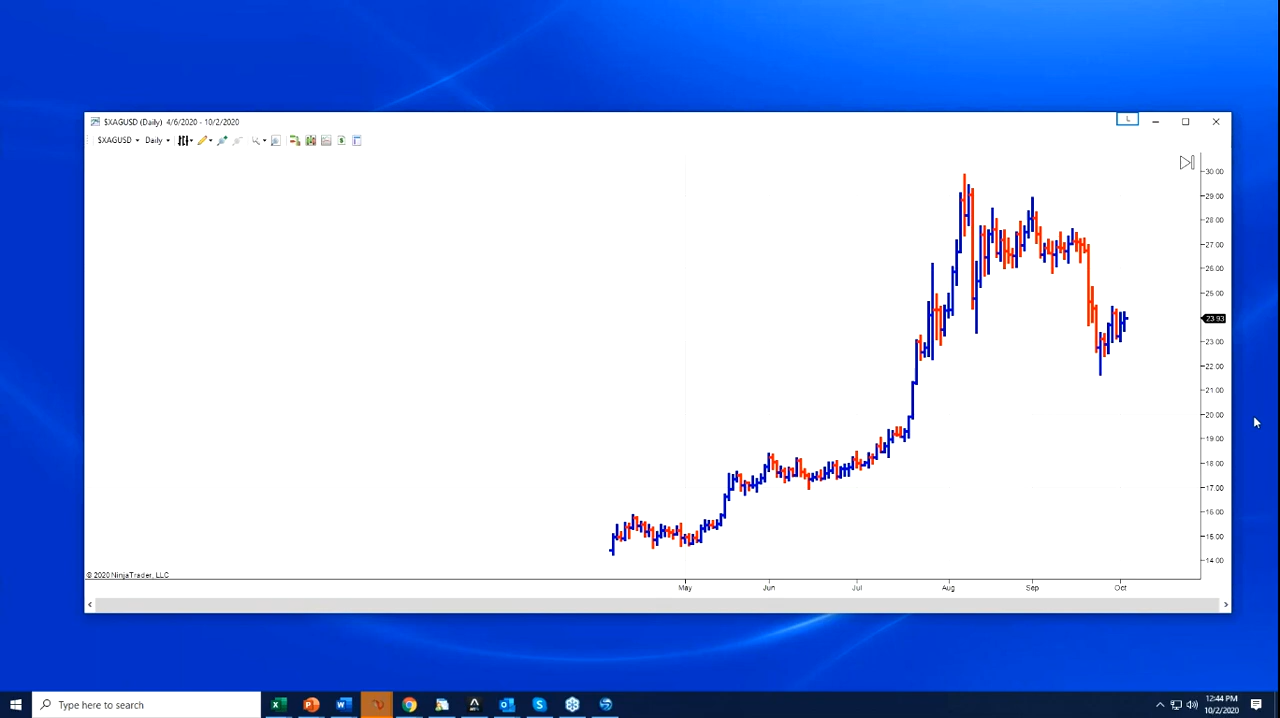 $XAGUSD (Daily) 4/6/2020 - 10/2/2020
L
$XAGUSD Daily
30.00
29.00
28.00
27.00
26.00
25.00
23.93
23.00
22.00
21.00
20.00
19.00
18.00
17.00
16.00
15.00
14.00
© 2020 NinjaTrader, LLC
May Jun Jul Aug Sep Oct
Type here to search
12:44 PM
10/2/2020